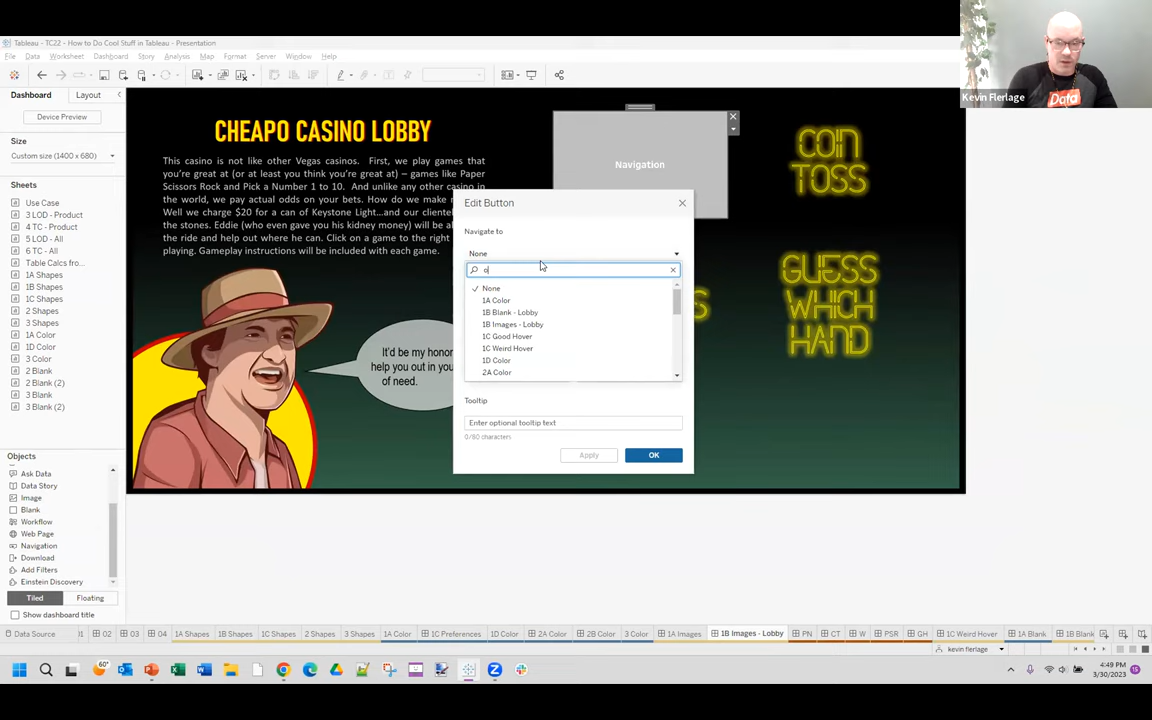 Tableau - TC22 - How to Do Cool Stuff in Tableau - Presentation
File Data Worksheet Dashboard Story Analysis Map Format Server Window Help
Kevin Flerlage
Data
Dashboard Layout
Device Preview
Size
Custom size (1400 x 680)
Sheets
Use Case
3 LOD - Product
4 TC - Product
5 LOD - All
6 TC - All
Table Calcs fro...
1A Shapes
1B Shapes
1C Shapes
2 Shapes
3 Shapes
1A Color
1D Color
3 Color
2 Blank
2 Blank (2)
3 Blank
3 Blank (2)
Objects
Ask Data
Data Story
Image
Blank
Workflow
Web Page
Navigation
Download
Add Filters
Einstein Discovery
Tiled Floating
Show dashboard title
CHEAPO CASINO LOBBY
This casino is not like other Vegas casinos. First, we play games that
you're great at (or at least you think you're great at) – games like Paper
Scissors Rock and Pick a Number 1 to 10. And unlike any other casino in
the world, we pay actual odds on your bets. How do we make
Well we charge $20 for a can of Keystone Light...and our cliente
the stones. Eddie (who even gave you his kidney money) will be al
the ride and help out where he can. Click on a game to the right
playing. Gameplay instructions will be included with each game.
It'd be my honor
help you out in you
of need.
Navigation
COIN
TOSS
GUESS
WHICH
HAND
S
Edit Button
Navigate to
None
o
None
1A Color
1B Blank - Lobby
1B Images - Lobby
1C Good Hover
1C Weird Hover
1D Color
2A Color
Tooltip
Enter optional tooltip text
0/80 characters
Apply OK
Data Source 01 02 03 04 1A Shapes 1B Shapes 1C Shapes 2 Shapes 3 Shapes 1A Color 1C Preferences 1D Color 2A Color 2B Color 3 Color 1A Images 1B Images - Lobby PN CT W PSR GH 1C Weird Hover 1A Blank 1B Blank
kevin flerlage
60°
4:49 PM
3/30/2023
15